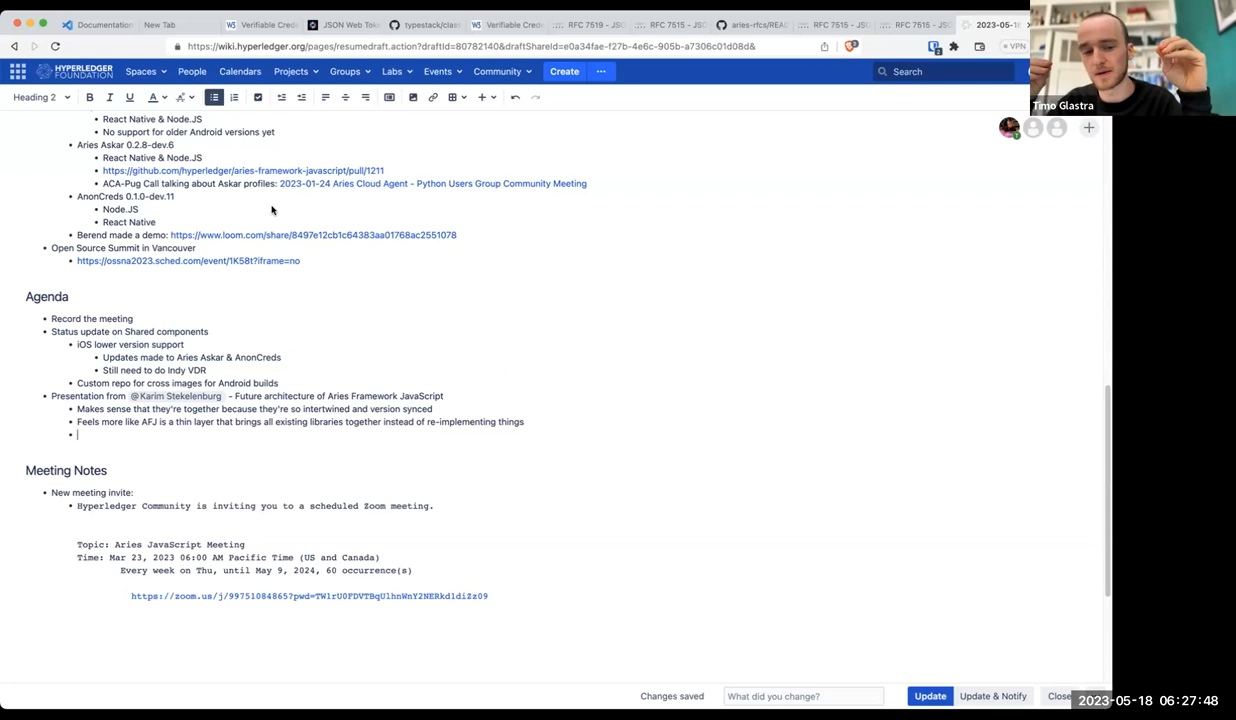 Documentation
New Tab
Verifiable Cred
JSON Web Tok
typestack/class
Verifiable Cred
RFC 7519 - JS
RFC 7515 - JS
aries-rfcs/REA
RFC 7515 - JS
RFC 7515 - JS
2023-05-18
https://wiki.hyperledger.org/pages/resumedraft.action?draftId=80782140&draftShareId=e0a34fae-f27b-4e6c-905b-a7306c01d08d&
VPN
HYPERLEDGER FOUNDATION
Spaces People Calendars Projects Groups Labs Events Community Create ... Search
Heading 2 B I U A
Timo Glastra
React Native & Node.JS
No support for older Android versions yet
Aries Askar 0.2.8-dev.6
React Native & Node.JS
https://github.com/hyperledger/aries-framework-javascript/pull/1211
ACA-Pug Call talking about Askar profiles: 2023-01-24 Aries Cloud Agent - Python Users Group Community Meeting
AnonCreds 0.1.0-dev.11
Node.JS
React Native
Berend made a demo: https://www.loom.com/share/8497e12cb1c64383aa01768ac2551078
Open Source Summit in Vancouver
https://ossna2023.sched.com/event/1K58t?iframe=no
Agenda
Record the meeting
Status update on Shared components
iOS lower version support
Updates made to Aries Askar & AnonCreds
Still need to do Indy VDR
Custom repo for cross images for Android builds
Presentation from @Karim Stekelenburg - Future architecture of Aries Framework JavaScript
Makes sense that they're together because they're so intertwined and version synced
Feels more like AFJ is a thin layer that brings all existing libraries together instead of re-implementing things
Meeting Notes
New meeting invite:
Hyperledger Community is inviting you to a scheduled Zoom meeting.
Topic: Aries JavaScript Meeting
Time: Mar 23, 2023 06:00 AM Pacific Time (US and Canada)
Every week on Thu, until May 9, 2024, 60 occurrence(s)
https://zoom.us/j/99751084865?pwd=TWlrU0FDVTBqUlhnWnY2NERkd1diZz09
Changes saved What did you change? Update Update & Notify Close
2023-05-18 06:27:48